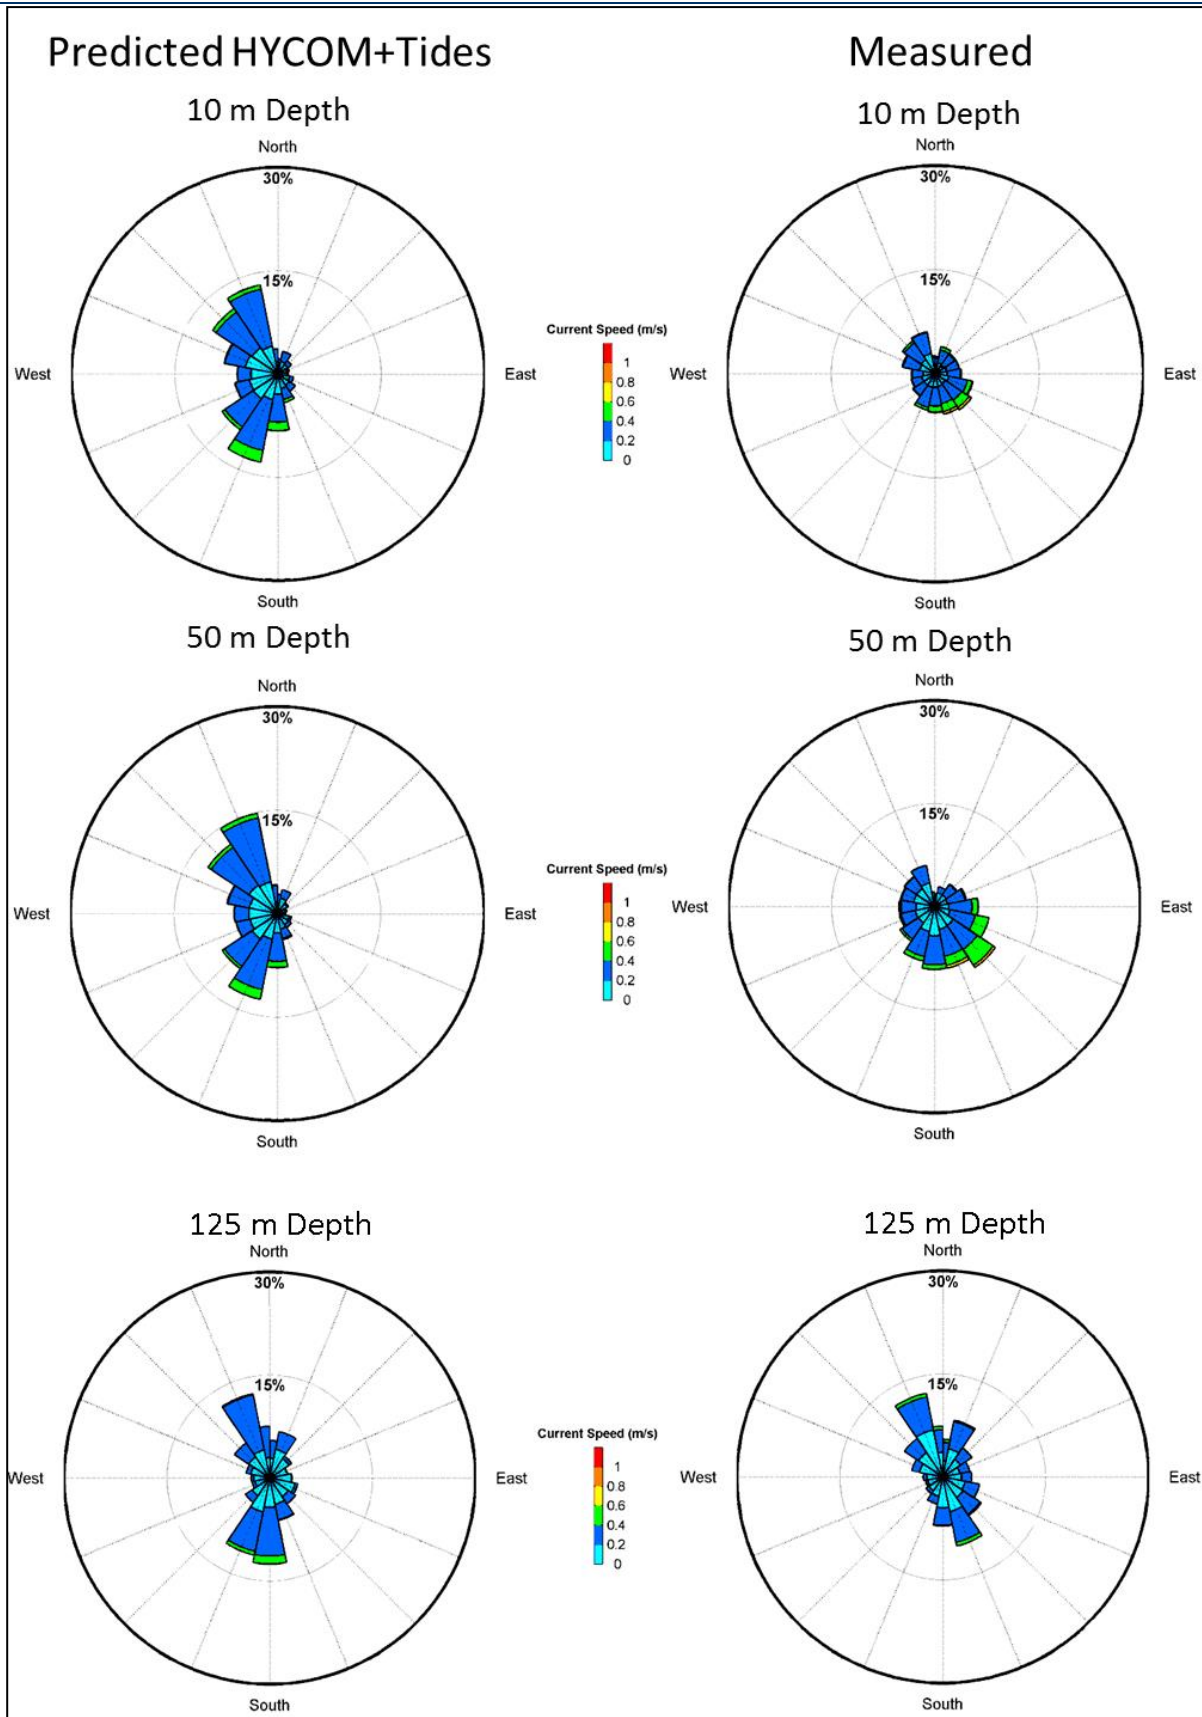 Predicted HYCOM+Tides
Measured
10 m Depth
10 m Depth
North
North
30%
30%
15%
15%
Current Speed (m/s)
1
0.8
0.6
0.4
0.2
0
West
East
West
East
South
South
50 m Depth
50 m Depth
North
North
30%
30%
15%
15%
Current Speed (m/s)
1
0.8
0.6
0.4
0.2
0
West
East
West
East
South
South
125 m Depth
125 m Depth
North
North
30%
30%
15%
15%
Current Speed (m/s)
1
0.8
0.6
0.4
0.2
0
West
East
West
East
South
South